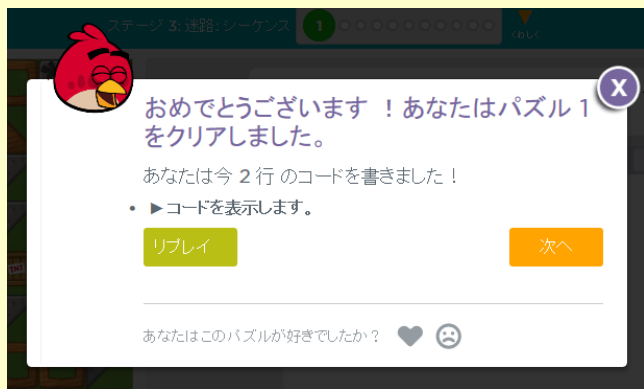 ステージ 3: 迷路: シーケンス 1
くわしく
X
おめでとうございます ！あなたはパズル 1
をクリアしました。
あなたは今 2 行 のコードを書きました！
• ▶コードを表示します。
リプレイ 次へ
あなたはこのパズルが好きでしたか？
TNT